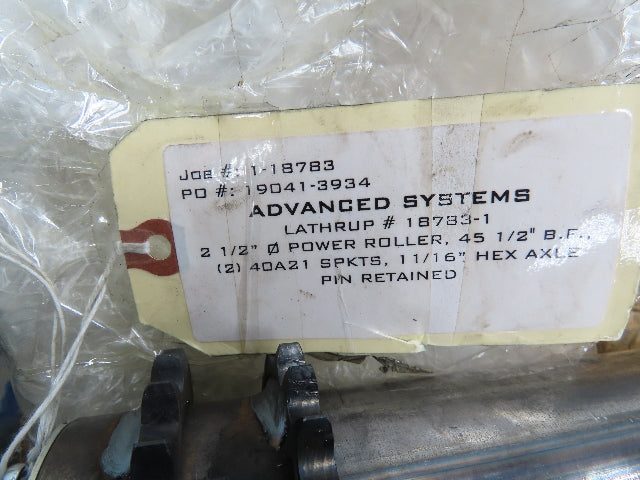 JOB #: 1-18783
PO #: 19041-3934
ADVANCED SYSTEMS
LATHRUP # 18783-1
2 1/2" Ø POWER ROLLER, 45 1/2" B.F.,
(2) 40A21 SPKTS, 11/16" HEX AXLE
PIN RETAINED